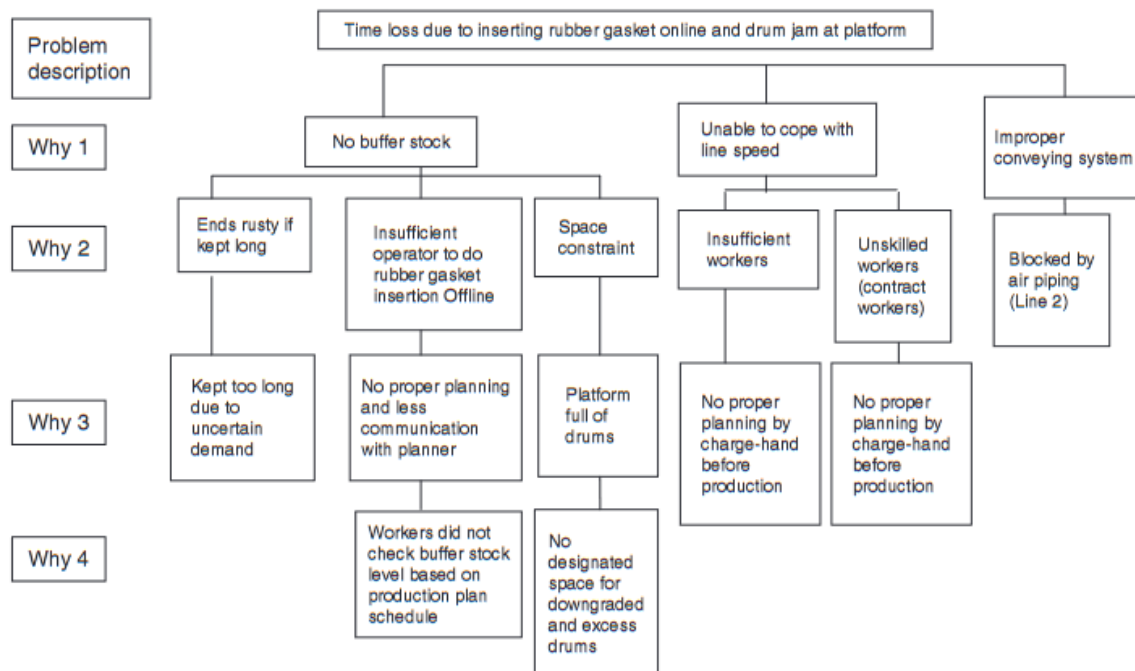 Problem
description
Time loss due to inserting rubber gasket online and drum jam at platform
Why 1
No buffer stock
Unable to cope with
line speed
Improper
conveying system
Why 2
Ends rusty if
kept long
Insufficient
operator to do
rubber gasket
insertion Offline
Space
constraint
Insufficient
workers
Unskilled
workers
(contract
workers)
Blocked by
air piping
(Line 2)
Why 3
Kept too long
due to
uncertain
demand
No proper planning
and less
communication
with planner
Platform
full of
drums
No proper
planning by
charge-hand
before
production
No proper
planning by
charge-hand
before
production
Why 4
Workers did not
check buffer stock
level based on
production plan
schedule
No
designated
space for
downgraded
and excess
drums